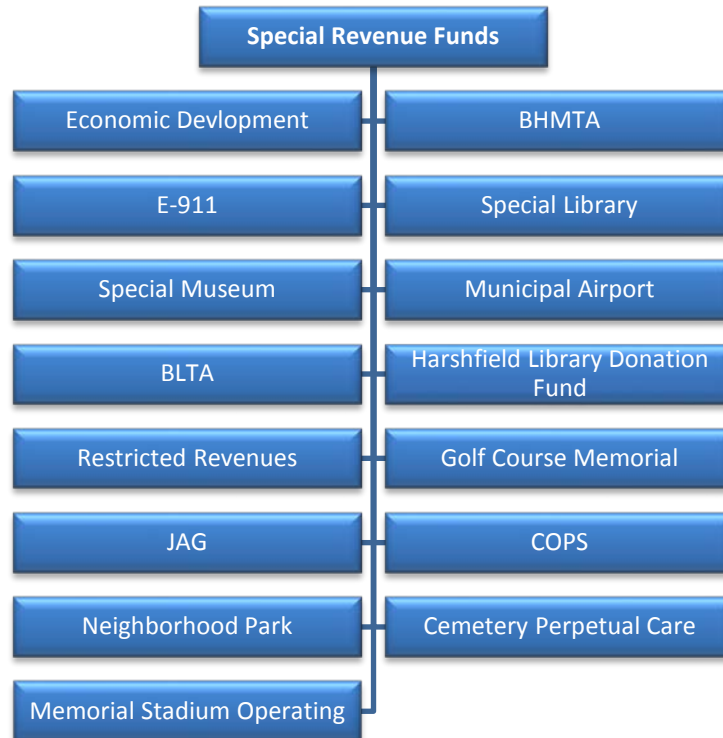 Special Revenue Funds
Economic Devlopment
BHMTA
E-911
Special Library
Special Museum
Municipal Airport
BLTA
Harshfield Library Donation
Fund
Restricted Revenues
Golf Course Memorial
JAG
COPS
Neighborhood Park
Cemetery Perpetual Care
Memorial Stadium Operating